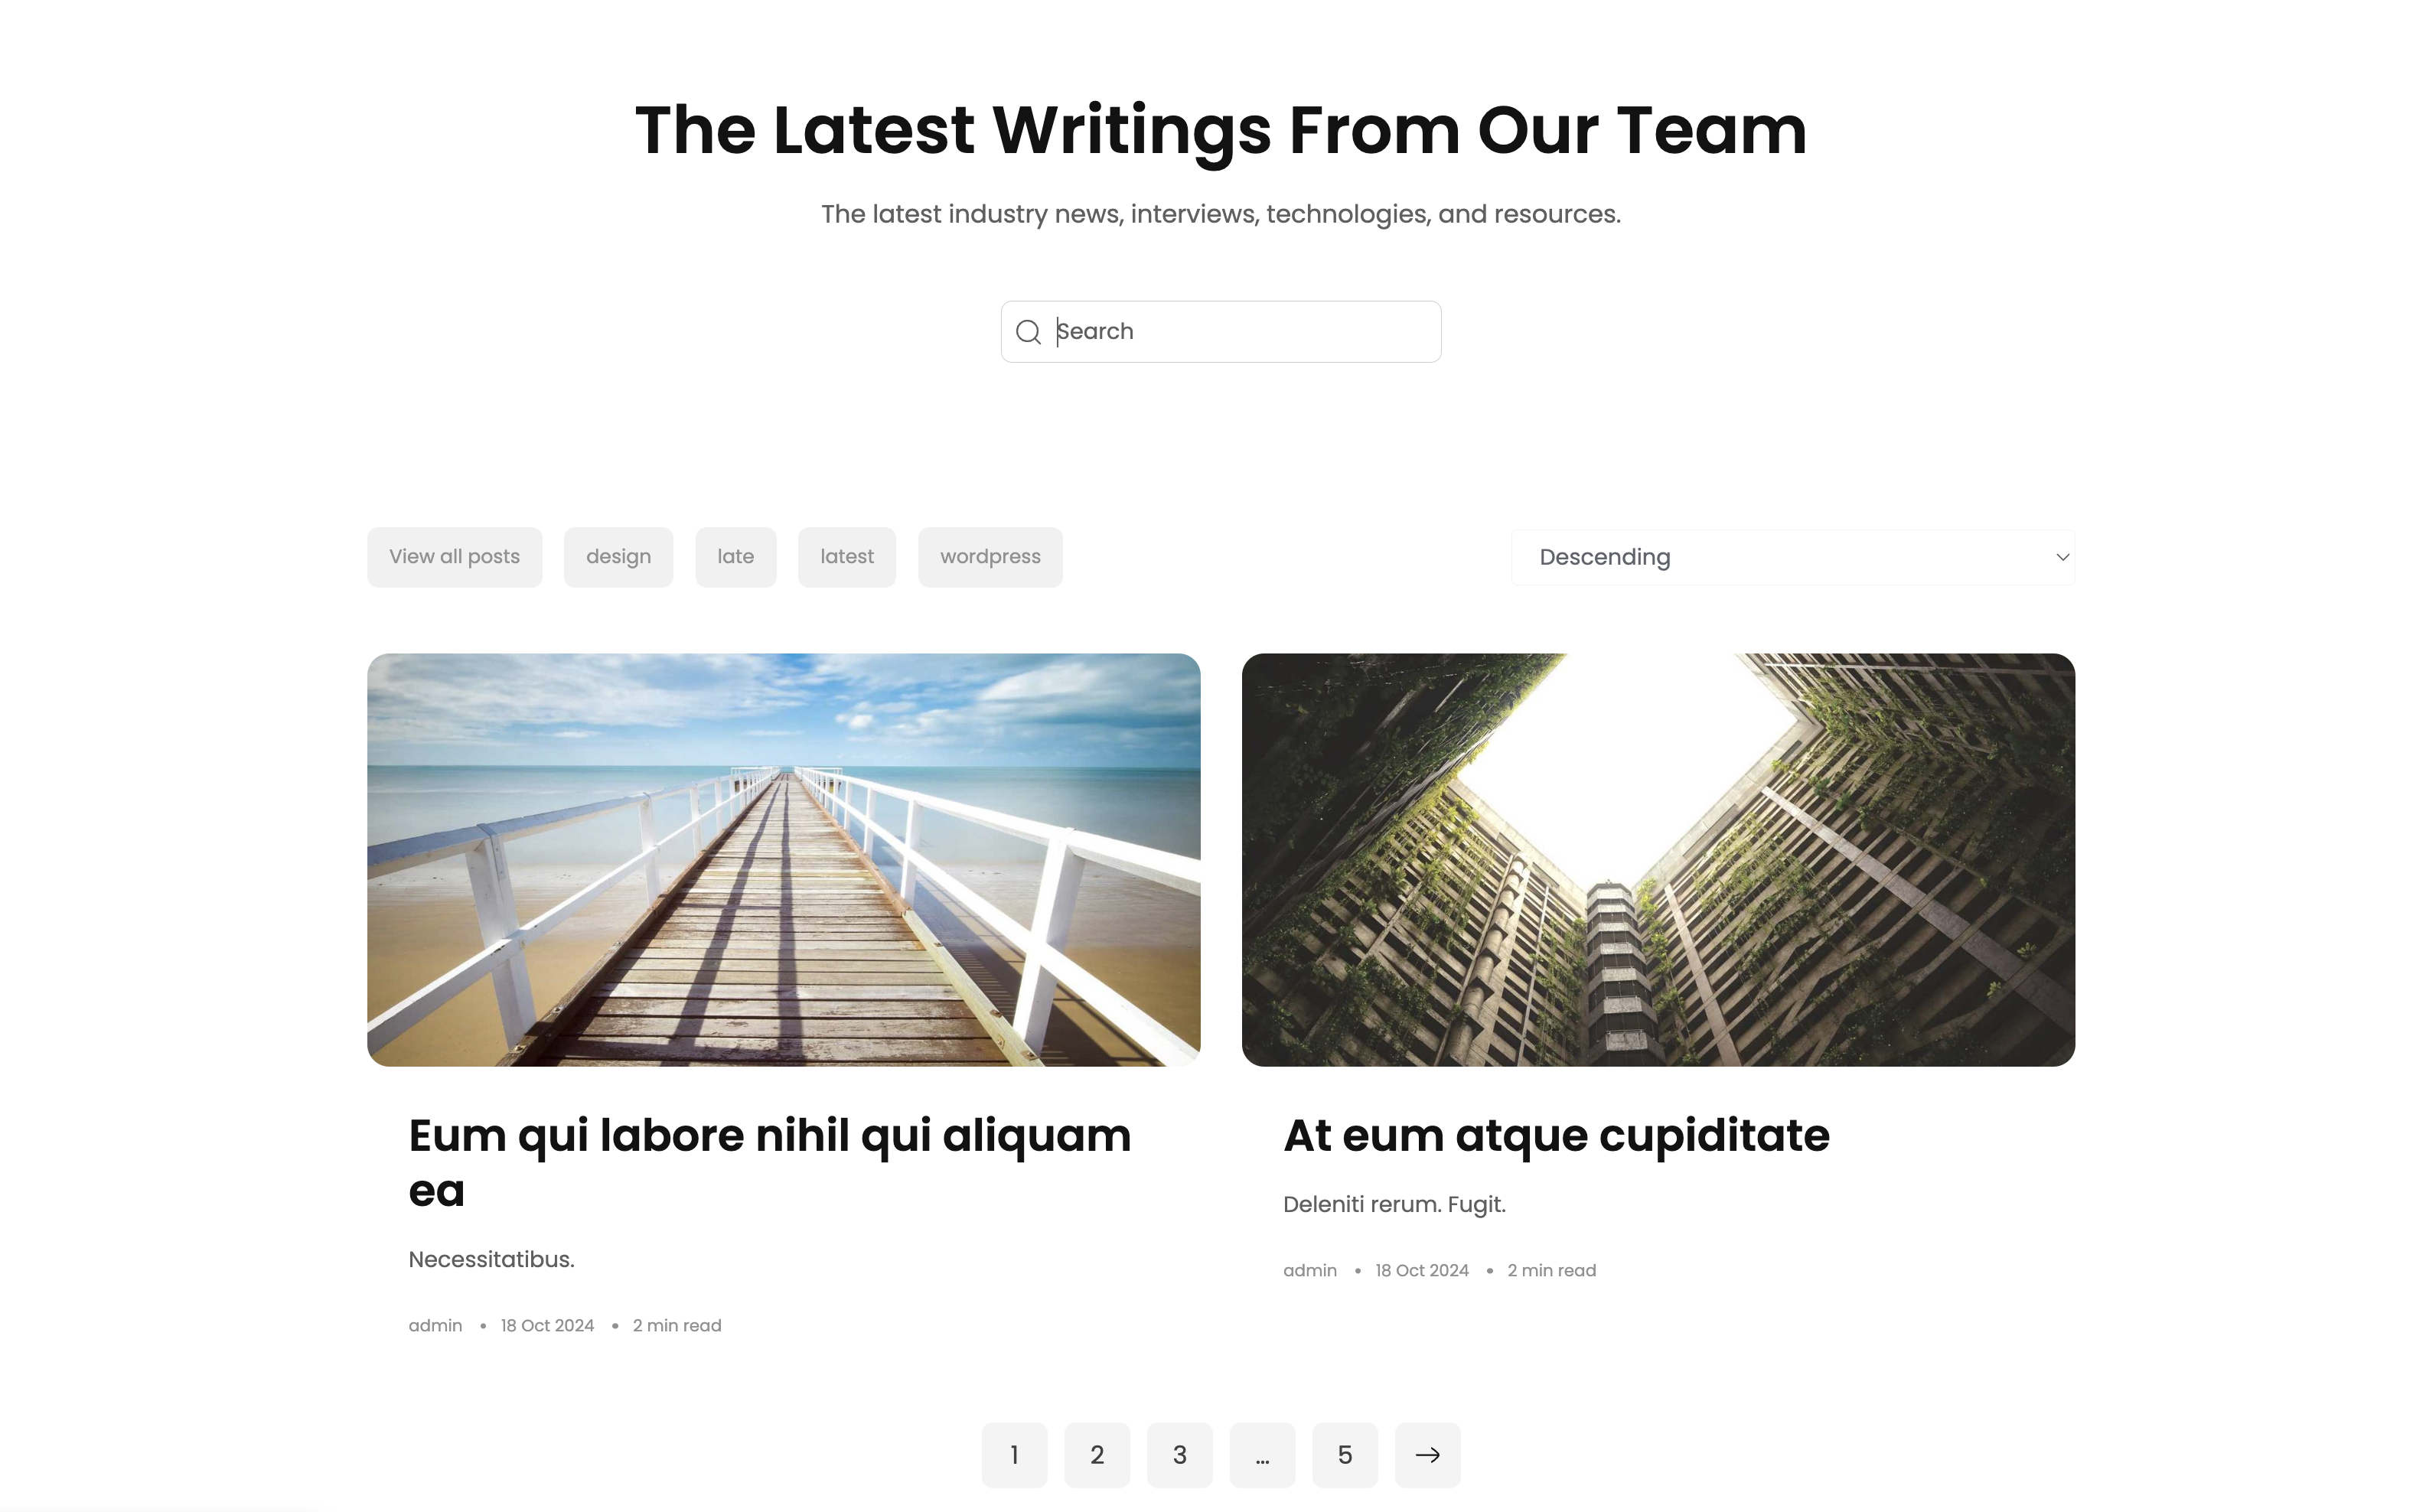 The Latest Writings From Our Team
The latest industry news, interviews, technologies, and resources.
Search
View all posts design late latest wordpress Descending
Eum qui labore nihil qui aliquam
ea
Necessitatibus.
admin • 18 Oct 2024 • 2 min read
At eum atque cupiditate
Deleniti rerum. Fugit.
admin • 18 Oct 2024 • 2 min read
1 2 3 ... 5 →